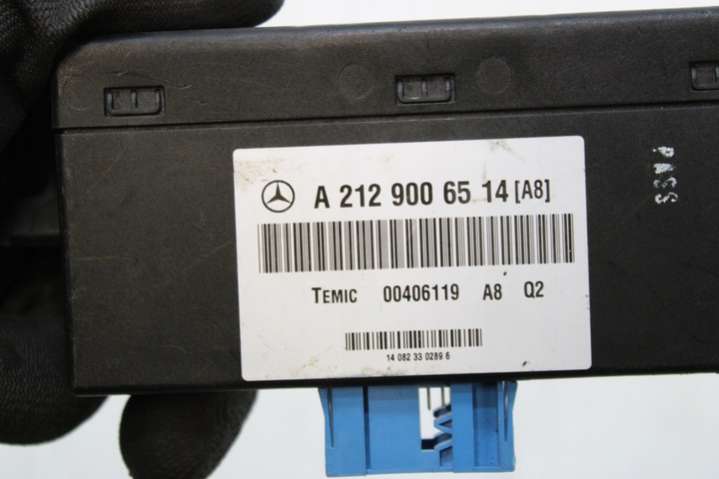 A 212 900 65 14 [A8]
TEMIC 00406119 A8 Q2
14 082 33 0289 6
PASS